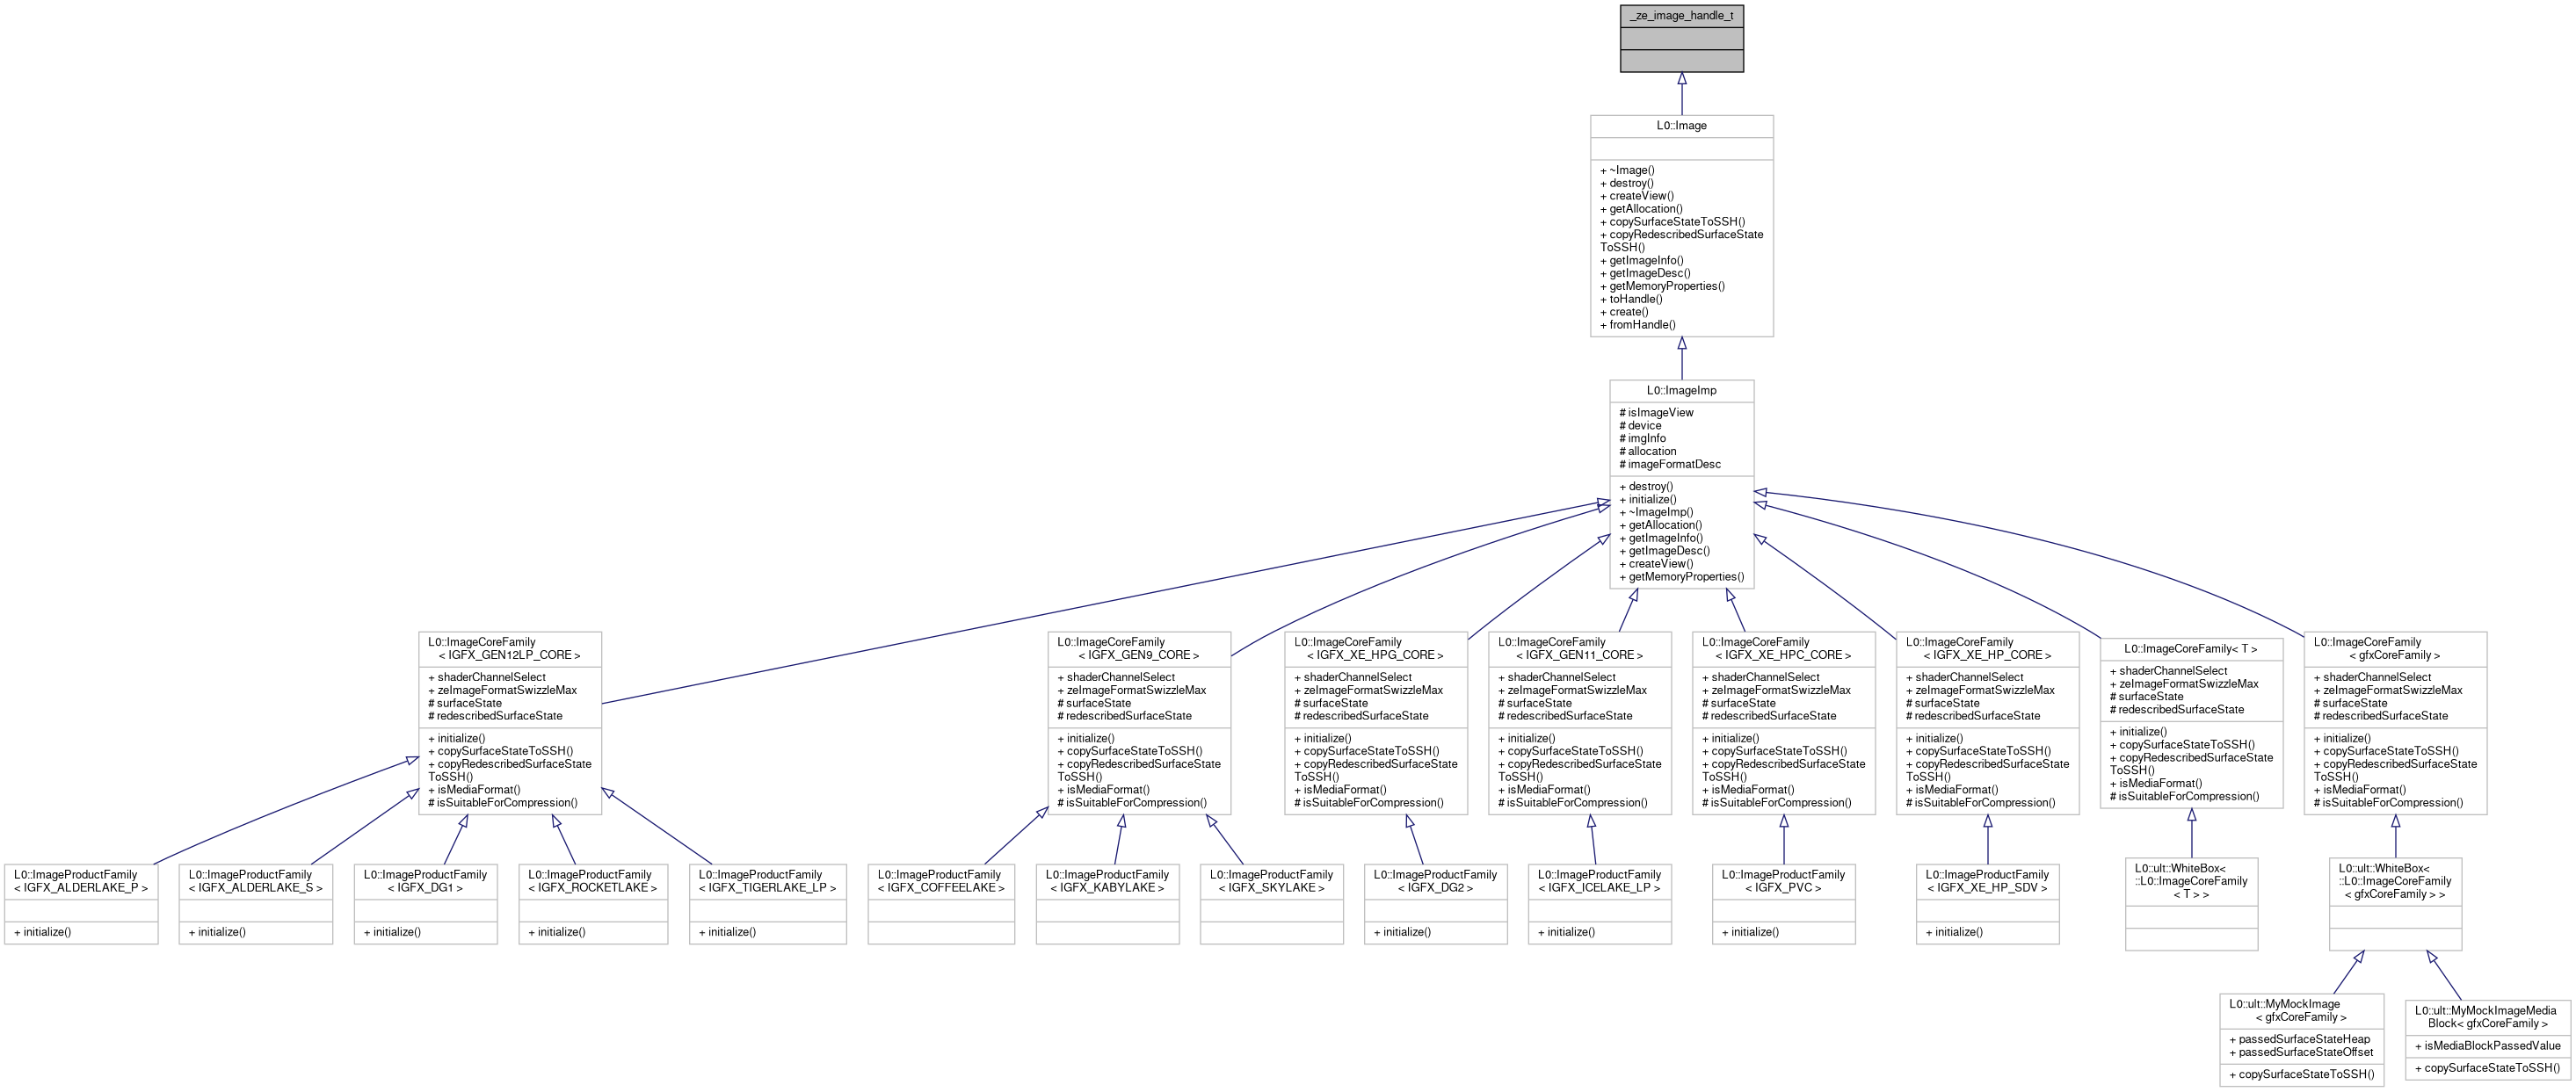 _ze_image_handle_t
L0::Image
+ ~Image()
+ destroy()
+ createView()
+ getAllocation()
+ copySurfaceStateToSSH()
+ copyRedescribedSurfaceState
ToSSH()
+ getImageInfo()
+ getImageDesc()
+ getMemoryProperties()
+ toHandle()
+ create()
+ fromHandle()
L0::ImageImp
# isImageView
# device
# imgInfo
# allocation
# imageFormatDesc
+ destroy()
+ initialize()
+ ~ImageImp()
+ getAllocation()
+ getImageInfo()
+ getImageDesc()
+ createView()
+ getMemoryProperties()
L0::ImageCoreFamily
< IGFX_GEN12LP_CORE >
+ shaderChannelSelect
+ zeImageFormatSwizzleMax
# surfaceState
# redescribedSurfaceState
+ initialize()
+ copySurfaceStateToSSH()
+ copyRedescribedSurfaceState
ToSSH()
+ isMediaFormat()
# isSuitableForCompression()
L0::ImageCoreFamily
< IGFX_GEN9_CORE >
+ shaderChannelSelect
+ zeImageFormatSwizzleMax
# surfaceState
# redescribedSurfaceState
+ initialize()
+ copySurfaceStateToSSH()
+ copyRedescribedSurfaceState
ToSSH()
+ isMediaFormat()
# isSuitableForCompression()
L0::ImageCoreFamily
< IGFX_XE_HPG_CORE >
+ shaderChannelSelect
+ zeImageFormatSwizzleMax
# surfaceState
# redescribedSurfaceState
+ initialize()
+ copySurfaceStateToSSH()
+ copyRedescribedSurfaceState
ToSSH()
+ isMediaFormat()
# isSuitableForCompression()
L0::ImageCoreFamily
< IGFX_GEN11_CORE >
+ shaderChannelSelect
+ zeImageFormatSwizzleMax
# surfaceState
# redescribedSurfaceState
+ initialize()
+ copySurfaceStateToSSH()
+ copyRedescribedSurfaceState
ToSSH()
+ isMediaFormat()
# isSuitableForCompression()
L0::ImageCoreFamily
< IGFX_XE_HPC_CORE >
+ shaderChannelSelect
+ zeImageFormatSwizzleMax
# surfaceState
# redescribedSurfaceState
+ initialize()
+ copySurfaceStateToSSH()
+ copyRedescribedSurfaceState
ToSSH()
+ isMediaFormat()
# isSuitableForCompression()
L0::ImageCoreFamily
< IGFX_XE_HP_CORE >
+ shaderChannelSelect
+ zeImageFormatSwizzleMax
# surfaceState
# redescribedSurfaceState
+ initialize()
+ copySurfaceStateToSSH()
+ copyRedescribedSurfaceState
ToSSH()
+ isMediaFormat()
# isSuitableForCompression()
L0::ImageCoreFamily< T >
+ shaderChannelSelect
+ zeImageFormatSwizzleMax
# surfaceState
# redescribedSurfaceState
+ initialize()
+ copySurfaceStateToSSH()
+ copyRedescribedSurfaceState
ToSSH()
+ isMediaFormat()
# isSuitableForCompression()
L0::ImageCoreFamily
< gfxCoreFamily >
+ shaderChannelSelect
+ zeImageFormatSwizzleMax
# surfaceState
# redescribedSurfaceState
+ initialize()
+ copySurfaceStateToSSH()
+ copyRedescribedSurfaceState
ToSSH()
+ isMediaFormat()
# isSuitableForCompression()
L0::ImageProductFamily
< IGFX_ALDERLAKE_P >
+ initialize()
L0::ImageProductFamily
< IGFX_ALDERLAKE_S >
+ initialize()
L0::ImageProductFamily
< IGFX_DG1 >
+ initialize()
L0::ImageProductFamily
< IGFX_ROCKETLAKE >
+ initialize()
L0::ImageProductFamily
< IGFX_TIGERLAKE_LP >
+ initialize()
L0::ImageProductFamily
< IGFX_COFFEELAKE >
L0::ImageProductFamily
< IGFX_KABYLAKE >
L0::ImageProductFamily
< IGFX_SKYLAKE >
L0::ImageProductFamily
< IGFX_DG2 >
+ initialize()
L0::ImageProductFamily
< IGFX_ICELAKE_LP >
+ initialize()
L0::ImageProductFamily
< IGFX_PVC >
+ initialize()
L0::ImageProductFamily
< IGFX_XE_HP_SDV >
+ initialize()
L0::ult::WhiteBox<
::L0::ImageCoreFamily
< T > >
L0::ult::WhiteBox<
::L0::ImageCoreFamily
< gfxCoreFamily > >
L0::ult::MyMockImage
< gfxCoreFamily >
+ passedSurfaceStateHeap
+ passedSurfaceStateOffset
+ copySurfaceStateToSSH()
L0::ult::MyMockImageMedia
Block< gfxCoreFamily >
+ isMediaBlockPassedValue
+ copySurfaceStateToSSH()